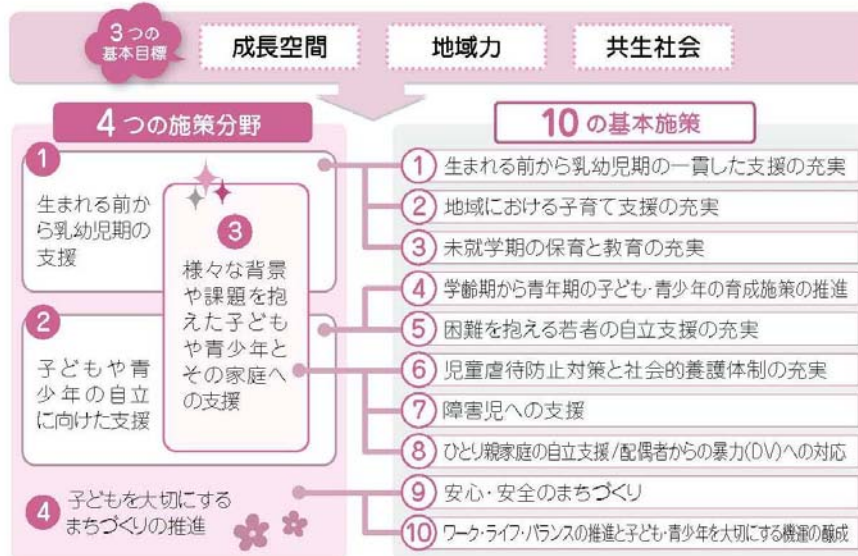 3つの
基本目標
成長空間
地域力
共生社会
4つの施策分野
1
生まれる前か
ら乳幼児期の
支援
2
子どもや青
少年の自立
に向けた支援
3
様々な背景
や課題を抱
えた子ども
や青少年と
その家庭へ
の支援
4
子どもを大切にする
まちづくりの推進
10の基本施策
1 生まれる前から乳幼児期の一貫した支援の充実
2 地域における子育て支援の充実
3 未就学期の保育と教育の充実
4 学齢期から青年期の子ども・青少年の育成施策の推進
5 困難を抱える若者の自立支援の充実
6 児童虐待防止対策と社会的養護体制の充実
7 障害児への支援
8 ひとり親家庭の自立支援/配偶者からの暴力(DV)への対応
9 安心・安全のまちづくり
10 ワーク・ライフ・バランスの推進と子ども・青少年を大切にする機運の醸成